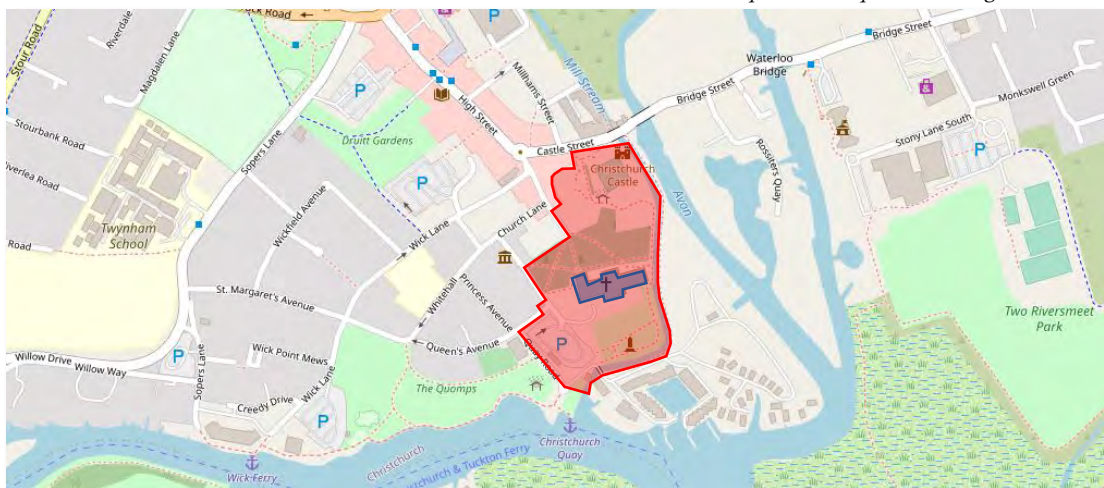 Stour Road
Riverdale
Magdalen Lane
Stourbank Road
Twynham
School
Sopers Lane
Wickfield Avenue
St. Margaret's Avenue
Willow Drive
Willow Way
P
Sopers Lane
Wick Point Mews
Creedy Drive
Wick Lane
P
Wick Ferry
P
Druitt Gardens
High Street
P
P
Millhams Street
Mill Stream
Castle Street
Bridge Street
Waterloo
Bridge
Bridge Street
Monkswell Green
Stony Lane South
P
Rossiters Quay
Avon
Christchurch
Castle
Church Lane
Wick Lane
Whitehall
Princess Avenue
Queen's Avenue
Quay Road
P
The Quomps
Christchurch
Quay
Christchurch
Christchurch & Tuckton Ferry
Two Riversmeet
Park